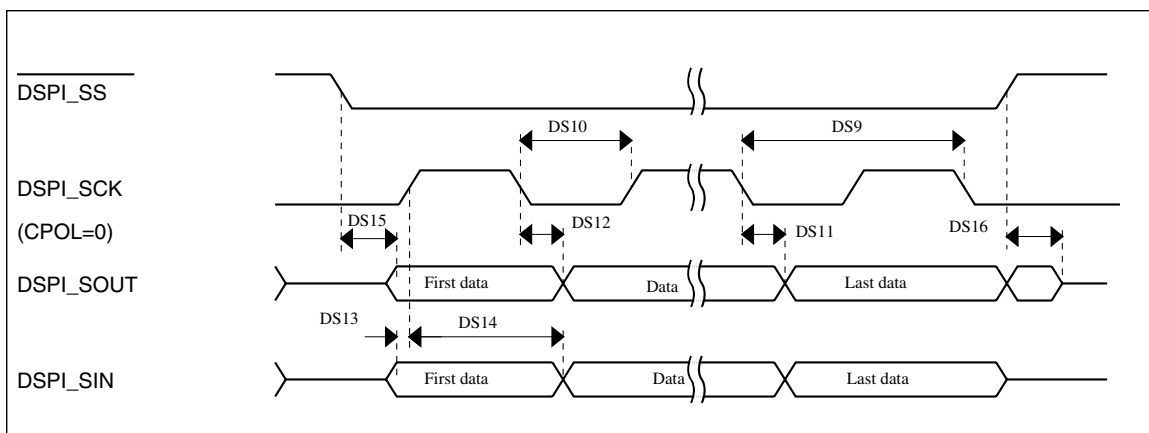 DSPI_SS
DS10
DS9
DSPI_SCK
(CPOL=0)
DS15
DS12
DS11
DS16
DSPI_SOUT
First data
Data
Last data
DS13
DS14
DSPI_SIN
First data
Data
Last data